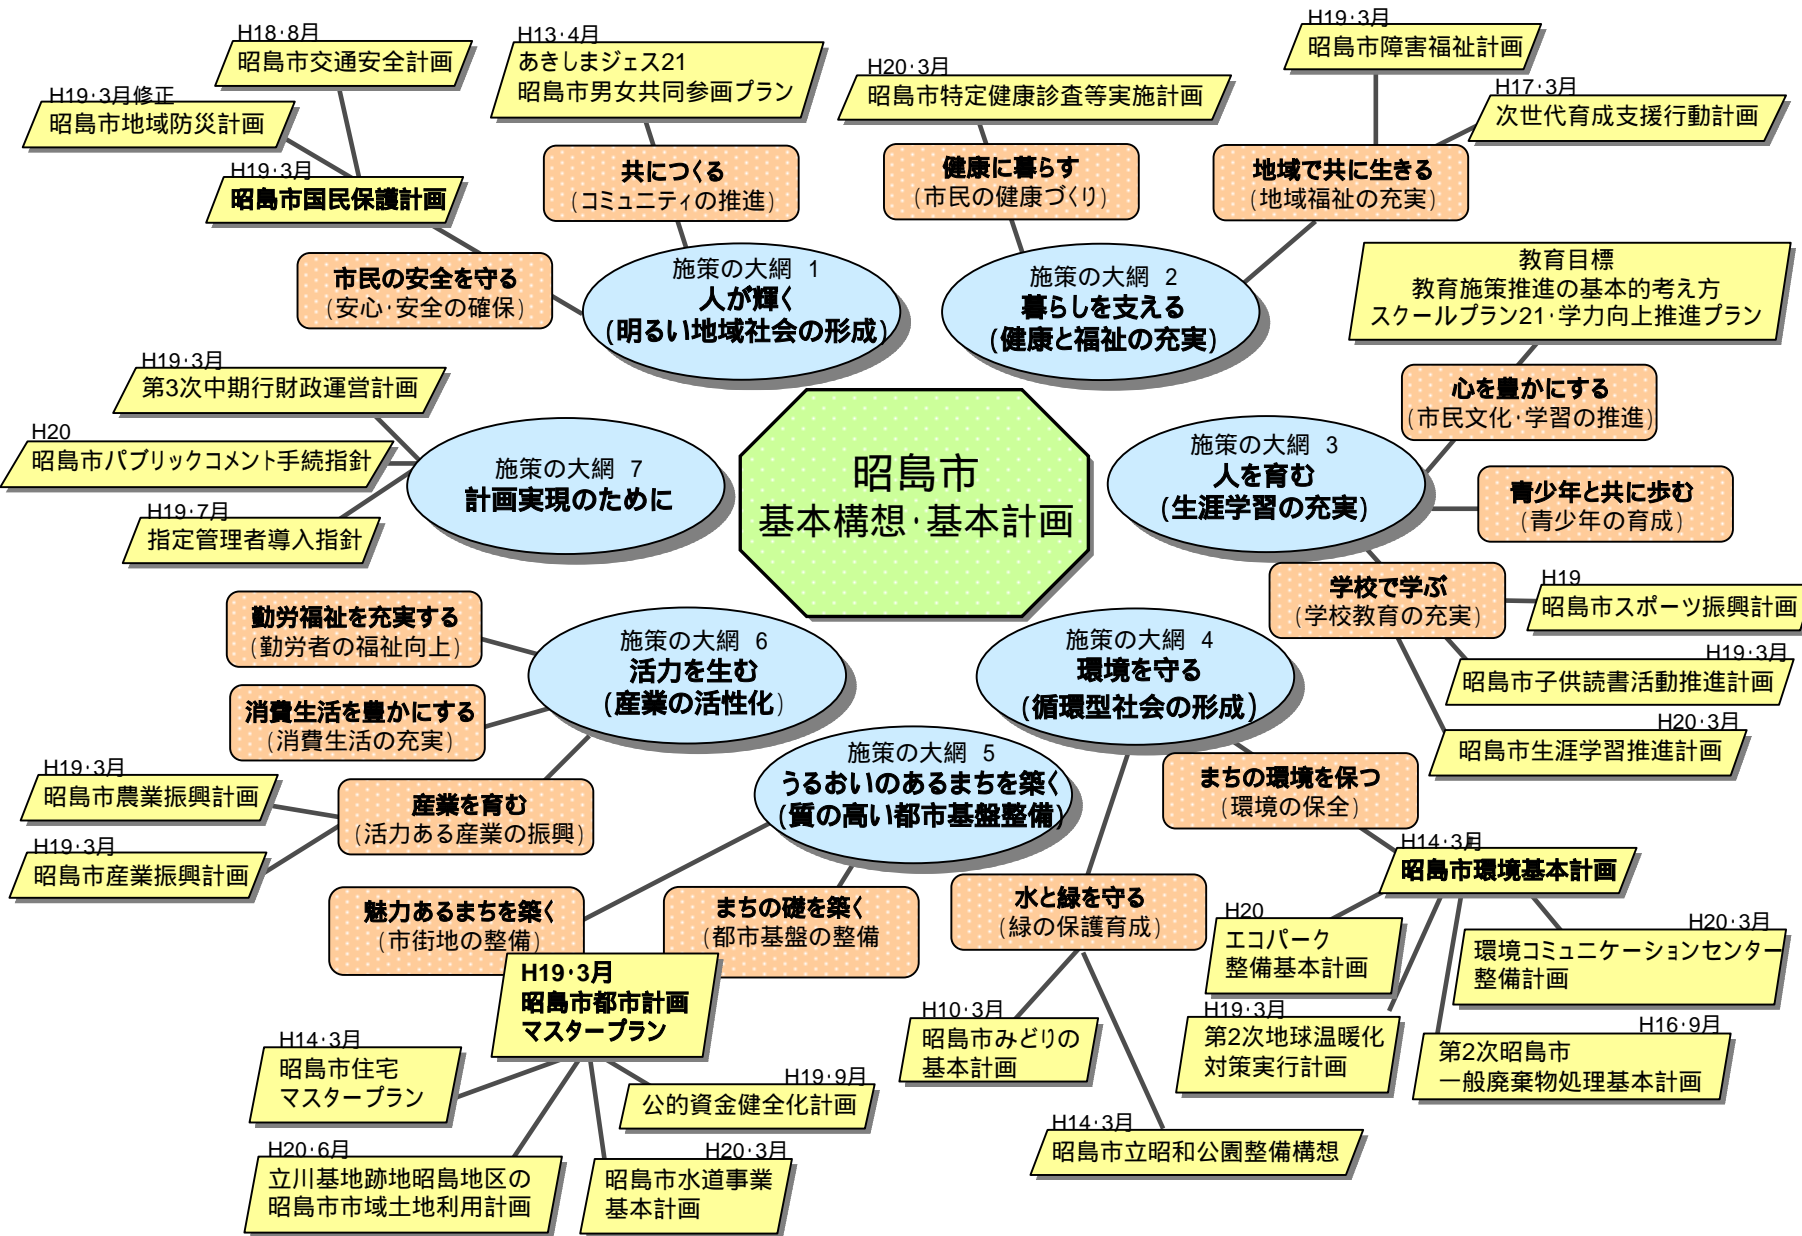 H18･8月
昭島市交通安全計画
H19･3月修正
昭島市地域防災計画
H19･3月
昭島市国民保護計画
市民の安全を守る
(安心･安全の確保)
H13･4月
あきしまジェス21
昭島市男女共同参画プラン
共につくる
(コミュニティの推進)
施策の大網 1
人が輝く
(明るい地域社会の形成)
H20･3月
昭島市特定健康診査等実施計画
健康に暮らす
(市民の健康づくり)
H19･3月
昭島市障害福祉計画
H17･3月
次世代育成支援行動計画
地域で共に生きる
(地域福祉の充実)
施策の大網 2
暮らしを支える
(健康と福祉の充実)
教育目標
教育施策推進の基本的考え方
スクールプラン21･学力向上推進プラン
心を豊かにする
(市民文化･学習の推進)
施策の大網 3
人を育む
(生涯学習の充実)
青少年と共に歩む
(青少年の育成)
学校で学ぶ
(学校教育の充実)
H19
昭島市スポーツ振興計画
H19･3月
昭島市子供読書活動推進計画
H20･3月
昭島市生涯学習推進計画
昭島市
基本構想･基本計画
H19･3月
第3次中期行財政運営計画
H20
昭島市パブリックコメント手続指針
H19･7月
指定管理者導入指針
施策の大網 7
計画実現のために
勤労福祉を充実する
(勤労者の福祉向上)
消費生活を豊かにする
(消費生活の充実)
施策の大網 6
活力を生む
(産業の活性化)
産業を育む
(活力ある産業の振興)
H19･3月
昭島市農業振興計画
H19･3月
昭島市産業振興計画
施策の大網 5
うるおいのあるまちを築く
(質の高い都市基盤整備)
魅力あるまちを築く
(市街地の整備)
まちの礎を築く
(都市基盤の整備
H19･3月
昭島市都市計画
マスタープラン
H14･3月
昭島市住宅
マスタープラン
H20･6月
立川基地跡地昭島地区の
昭島市市域土地利用計画
H19･9月
公的資金健全化計画
H20･3月
昭島市水道事業
基本計画
施策の大網 4
環境を守る
(循環型社会の形成)
まちの環境を保つ
(環境の保全)
水と緑を守る
(緑の保護育成)
H14･3月
昭島市環境基本計画
H20
エコパーク
整備基本計画
H20･3月
環境コミュニケーションセンター
整備計画
H19･3月
第2次地球温暖化
対策実行計画
H16･9月
第2次昭島市
一般廃棄物処理基本計画
H10･3月
昭島市みどりの
基本計画
H14･3月
昭島市立昭和公園整備構想